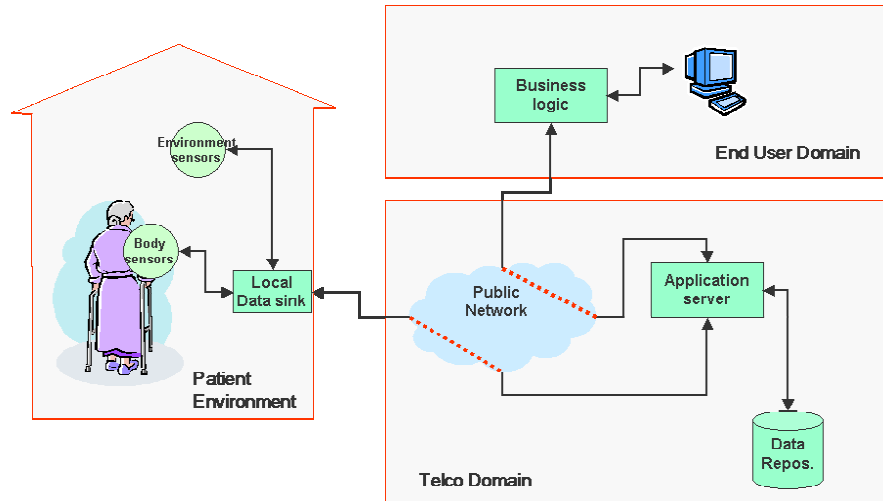 Environment
sensors
Body
sensors
Local
Data sink
Patient
Environment
Business
logic
End User Domain
Public
Network
Application
server
Data
Repos.
Telco Domain